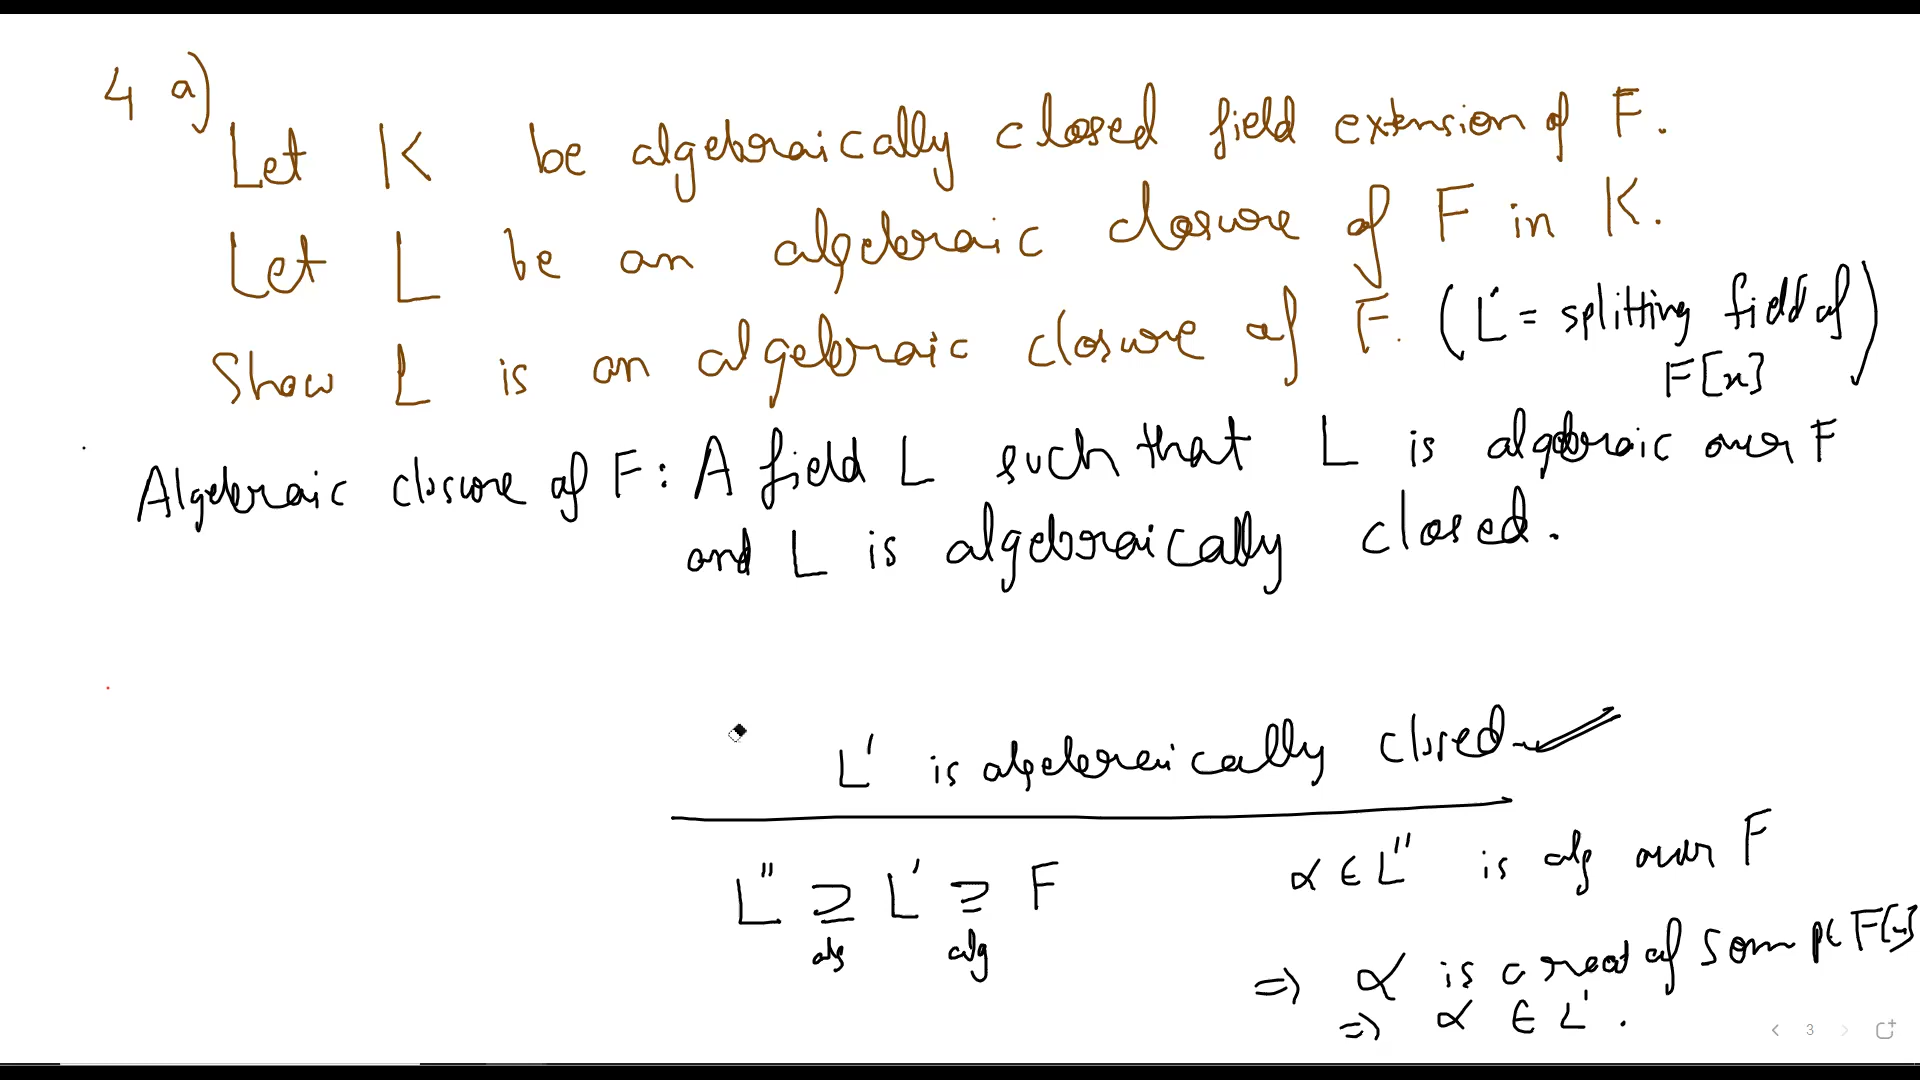 4 a)
Let K be algebraically closed field extension of F.
Let L be an algebraic closure of F in K.
Show L is an algebraic closure of F. (L' = splitting field of F[x])
Algebraic closure of F: A field L such that L is algebraic over F
and L is algebraically closed.
L' is algebraically closed
L'' ⊇ L' ⊇ F
alg alg
α ∈ L'' is alg over F
⇒ α is a root of som p ∈ F[x]
⇒ α ∈ L'.
3